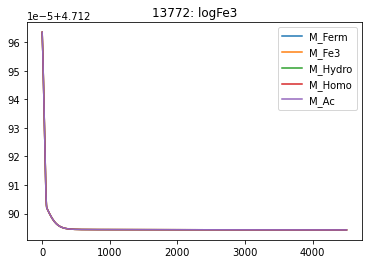 13772: logFe3
1e-5+4.712
96
95
94
93
92
91
90
0
1000
2000
3000
4000
M_Ferm
M_Fe3
M_Hydro
M_Homo
M_Ac